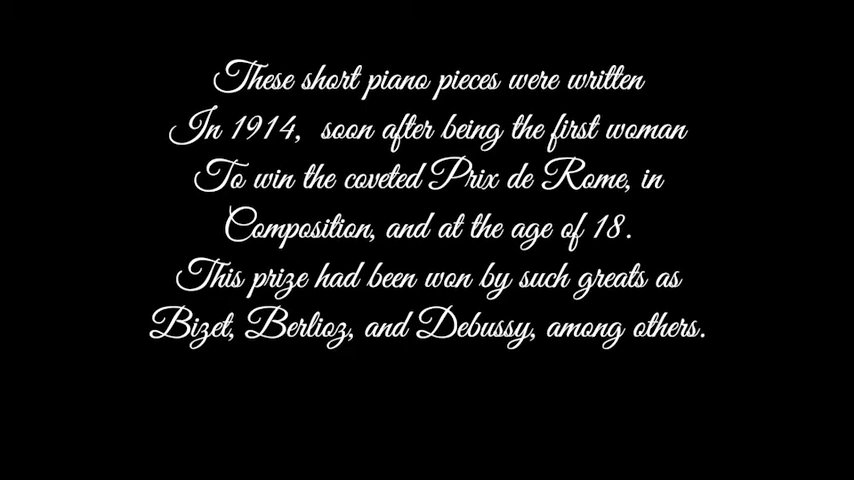 These short piano pieces were written
In 1914, soon after being the first woman
To win the coveted Prix de Rome, in
Composition, and at the age of 18.
This prize had been won by such greats as
Bizet, Berlioz, and Debussy, among others.